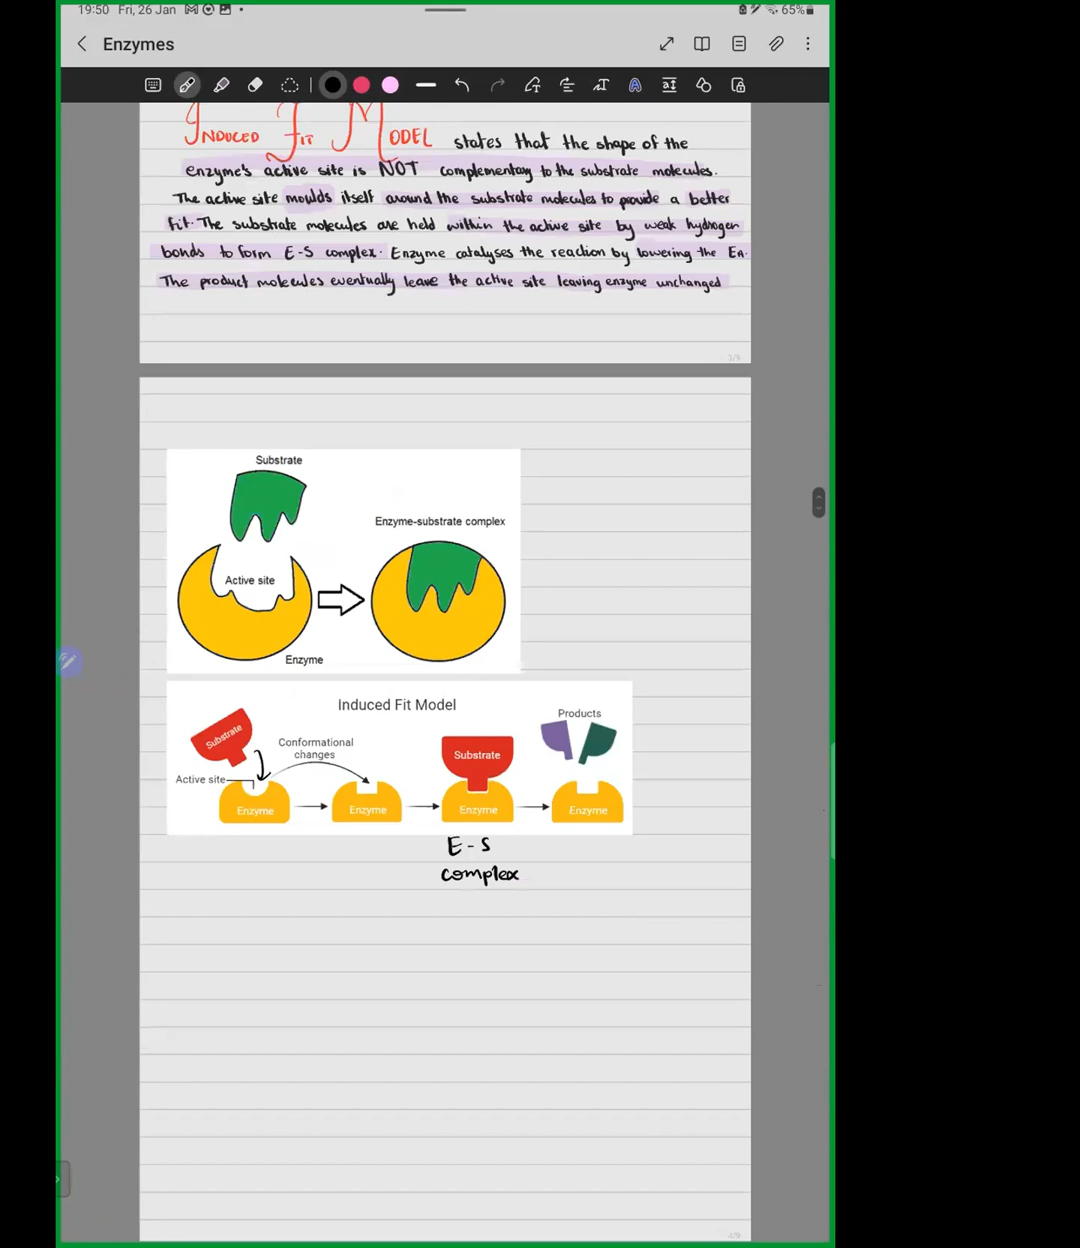 19:50 Fri, 26 Jan
65%
Enzymes
INDUCED FIT MODEL states that the shape of the
enzyme's active site is NOT complementary to the substrate molecules.
The active site moulds itself around the substrate molecules to provide a better
fit. The substrate molecules are held within the active site by weak hydrogen
bonds to form E-S complex. Enzyme catalyses the reaction by lowering the EA.
The product molecules eventually leave the active site leaving enzyme unchanged
3/9
Substrate
Enzyme-substrate complex
Active site
Enzyme
Induced Fit Model
Products
Substrate
Conformational
changes
Substrate
Active site
Enzyme
Enzyme
Enzyme
Enzyme
E-S
complex
4/9